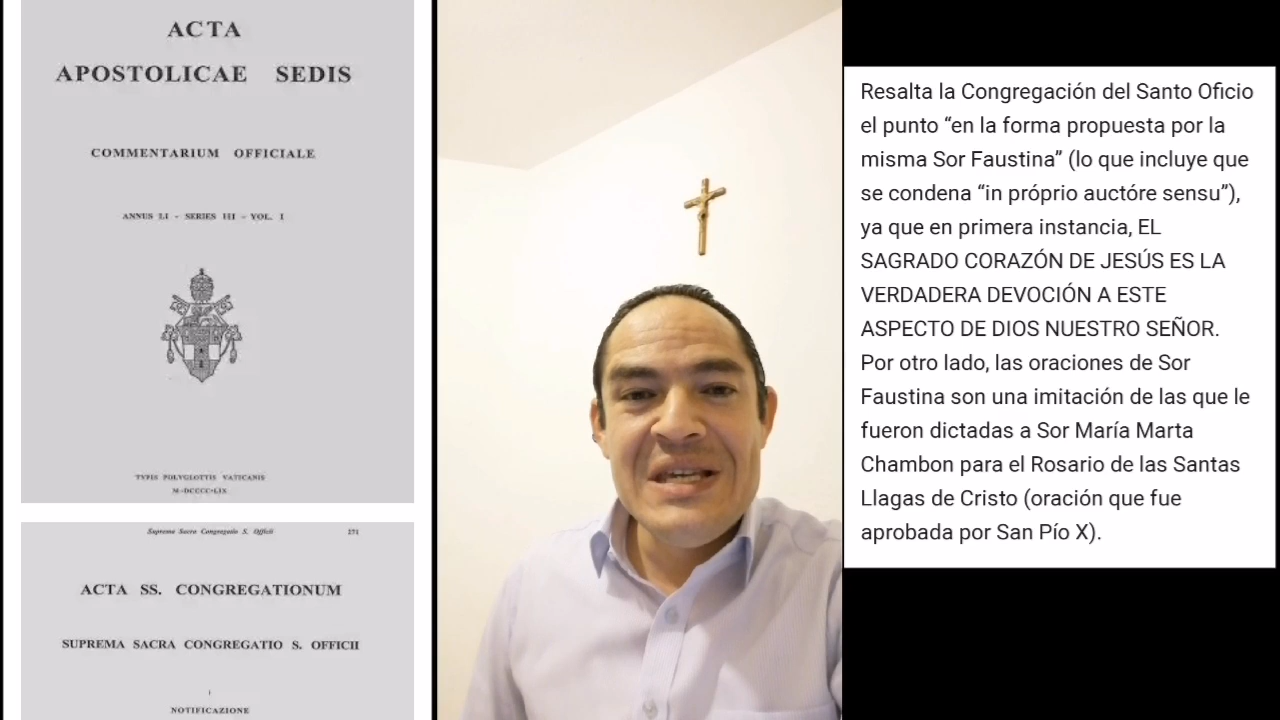 ACTA
APOSTOLICAE SEDIS
COMMENTARIUM OFFICIALE
ANNUS LI - SERIES III - VOL. I
TYPIS POLYGLOTTIS VATICANIS
M-DCCCC-LIX
Suprema Sacra Congregatio S. Officii 271
ACTA SS. CONGREGATIONUM
SUPREMA SACRA CONGREGATIO S. OFFICII
I
NOTIFICAZIONE
Resalta la Congregación del Santo Oficio
el punto “en la forma propuesta por la
misma Sor Faustina” (lo que incluye que
se condena “in próprio auctóre sensu”),
ya que en primera instancia, EL
SAGRADO CORAZÓN DE JESÚS ES LA
VERDADERA DEVOCIÓN A ESTE
ASPECTO DE DIOS NUESTRO SEÑOR.
Por otro lado, las oraciones de Sor
Faustina son una imitación de las que le
fueron dictadas a Sor María Marta
Chambon para el Rosario de las Santas
Llagas de Cristo (oración que fue
aprobada por San Pío X).